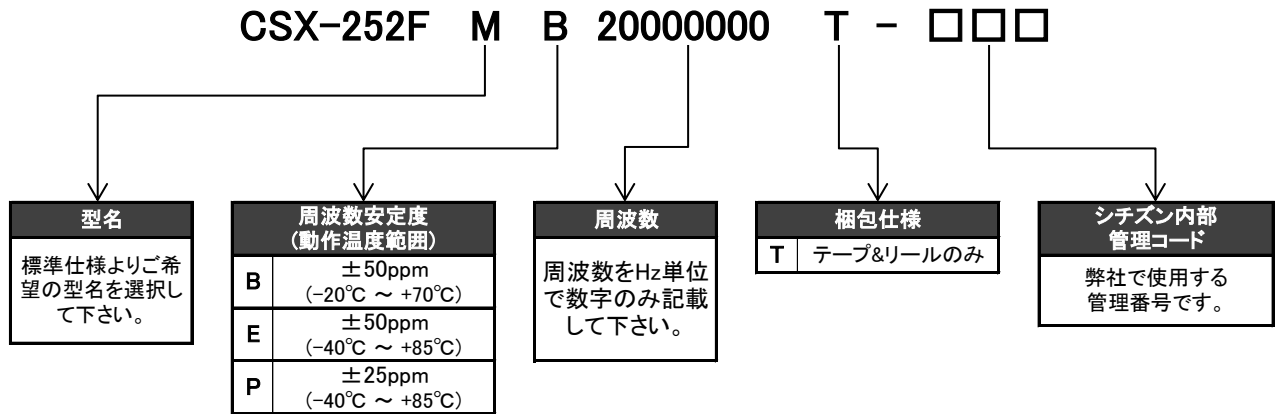 CSX-252F M B 20000000 T - □□□
型名
標準仕様よりご希
望の型名を選択し
て下さい。
周波数安定度
(動作温度範囲)
B ±50ppm
(-20℃ ~ +70℃)
E ±50ppm
(-40℃ ~ +85℃)
P ±25ppm
(-40℃ ~ +85℃)
周波数
周波数をHz単位
で数字のみ記載
して下さい。
梱包仕様
T テープ&リールのみ
シチズン内部
管理コード
弊社で使用する
管理番号です。